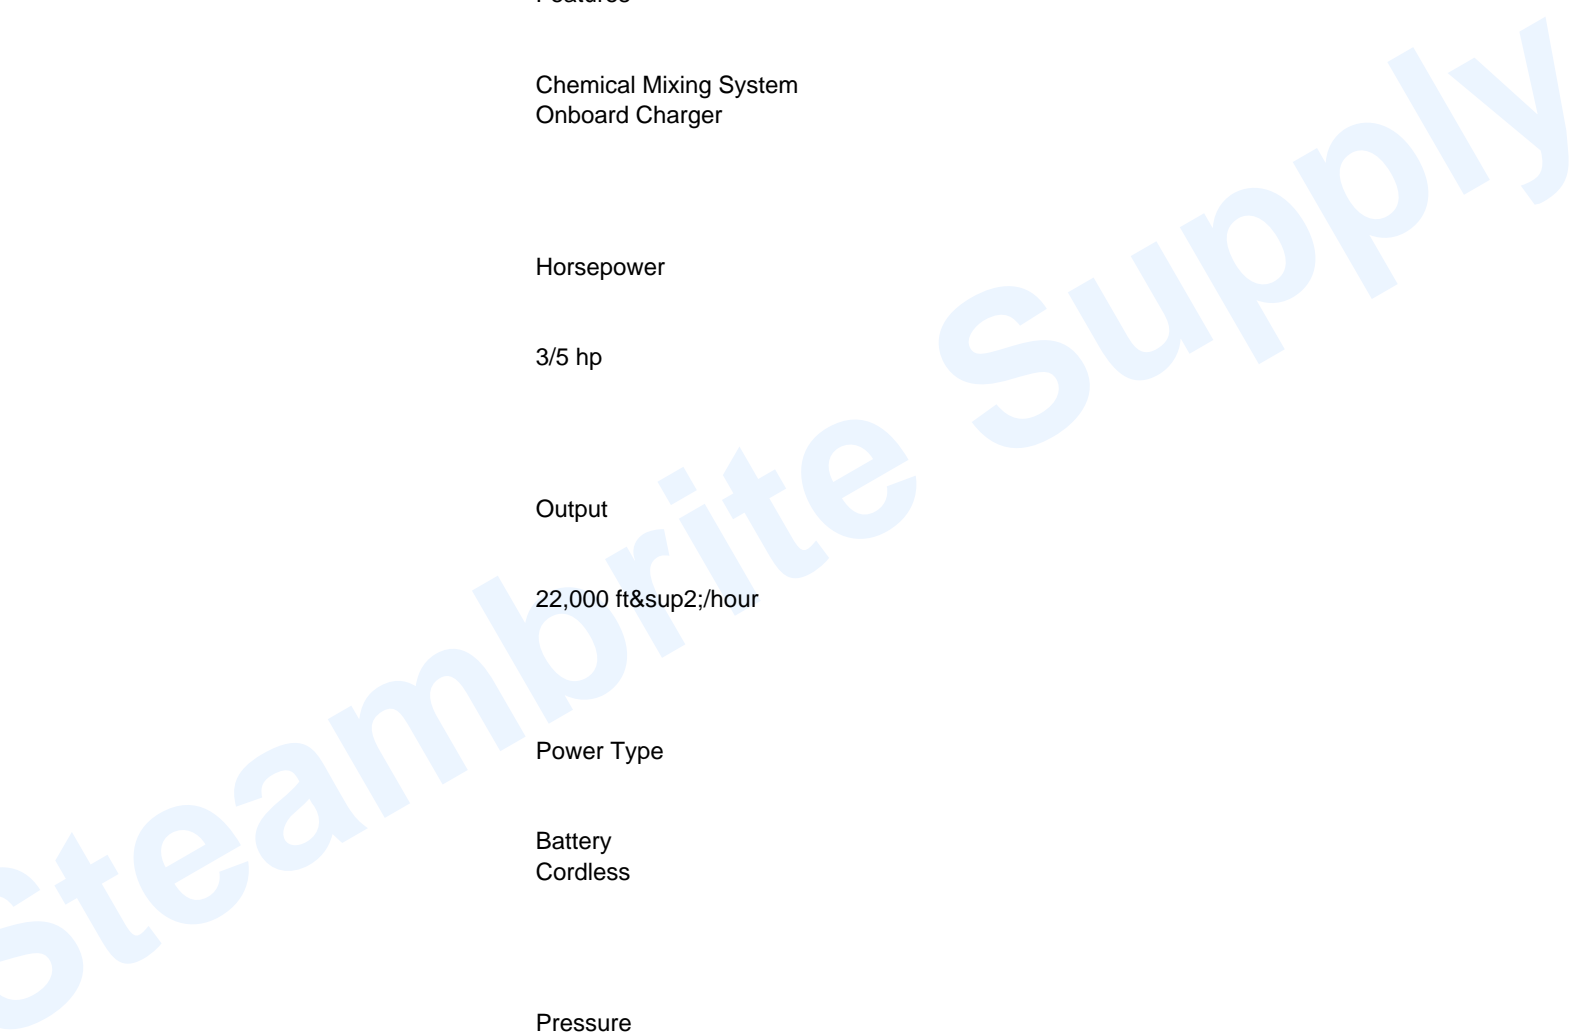 Features
Chemical Mixing System
Onboard Charger
Horsepower
3/5 hp
Output
22,000 ft&sup2;/hour
Power Type
Battery
Cordless
Pressure
Steambrite Supply